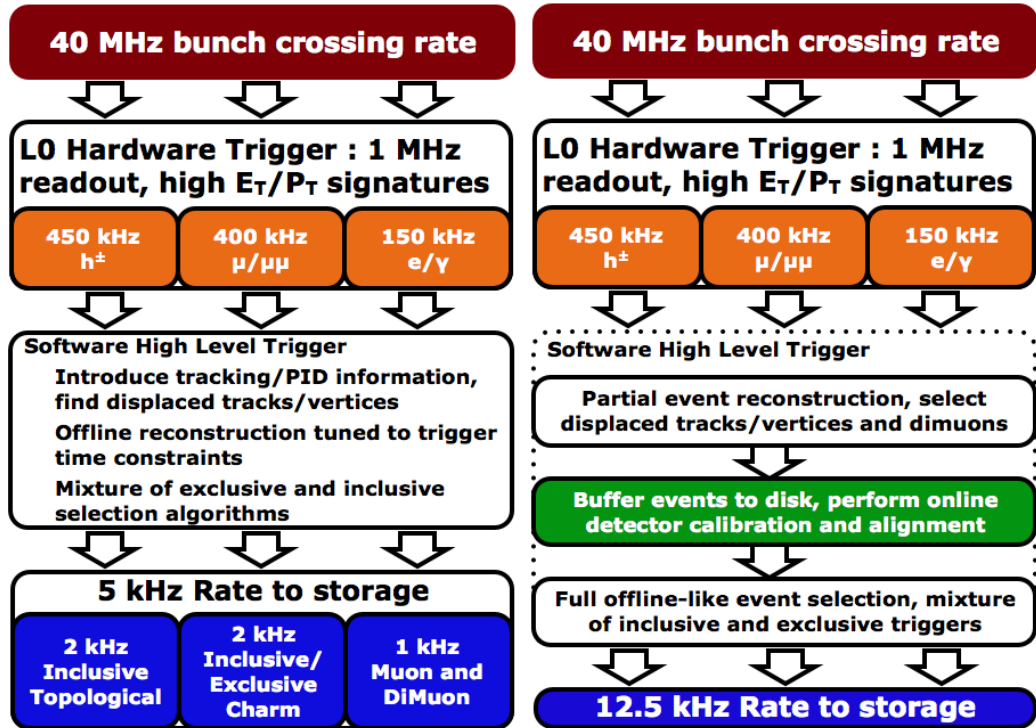 40 MHz bunch crossing rate
L0 Hardware Trigger : 1 MHz
readout, high E_T/P_T signatures
450 kHz
h±
400 kHz
μ/μμ
150 kHz
e/γ
Software High Level Trigger
Introduce tracking/PID information,
find displaced tracks/vertices
Offline reconstruction tuned to trigger
time constraints
Mixture of exclusive and inclusive
selection algorithms
5 kHz Rate to storage
2 kHz
Inclusive
Topological
2 kHz
Inclusive/
Exclusive
Charm
1 kHz
Muon and
DiMuon
40 MHz bunch crossing rate
L0 Hardware Trigger : 1 MHz
readout, high E_T/P_T signatures
450 kHz
h±
400 kHz
μ/μμ
150 kHz
e/γ
Software High Level Trigger
Partial event reconstruction, select
displaced tracks/vertices and dimuons
Buffer events to disk, perform online
detector calibration and alignment
Full offline-like event selection, mixture
of inclusive and exclusive triggers
12.5 kHz Rate to storage